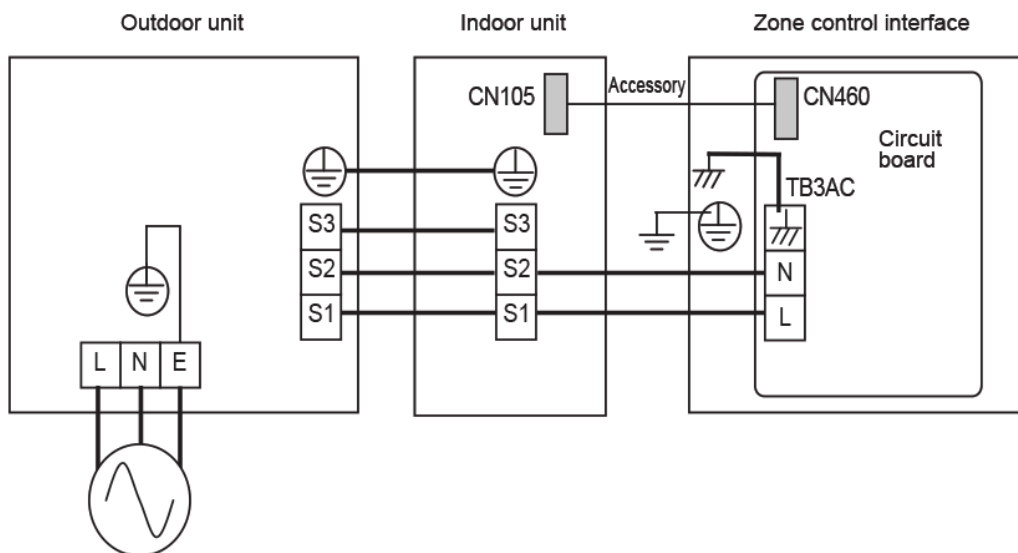 Outdoor unit
Indoor unit
Zone control interface
CN105
Accessory
CN460
Circuit
board
TB3AC
S3
S3
S2
S2
N
S1
S1
L
L N E